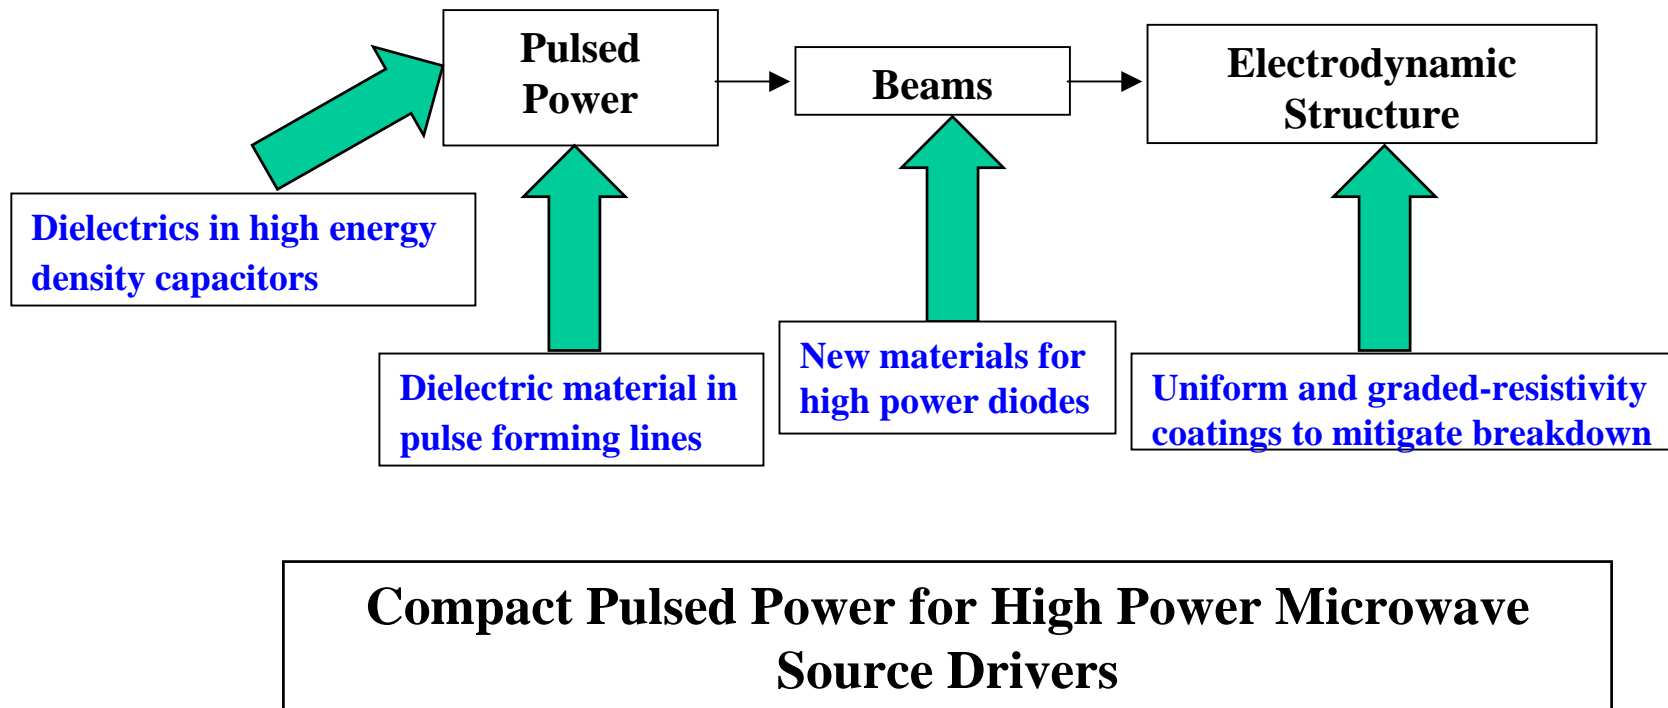 Pulsed
Power
Beams
Electrodynamic
Structure
Dielectrics in high energy
density capacitors
Dielectric material in
pulse forming lines
New materials for
high power diodes
Uniform and graded-resistivity
coatings to mitigate breakdown
Compact Pulsed Power for High Power Microwave
Source Drivers